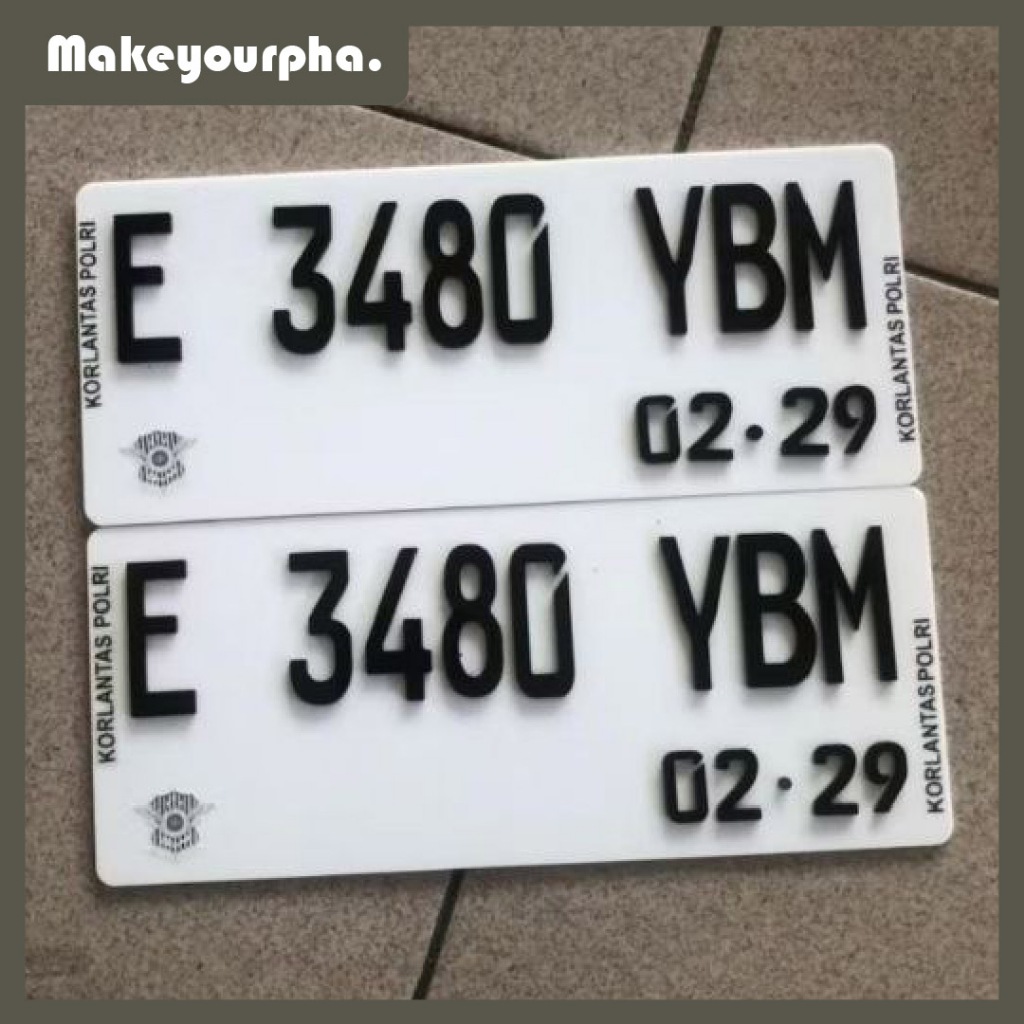 Makeyourpha.
KORLANTAS POLRI
E 3480 YBM
KORLANTAS POLRI
02·29
KORLANTAS POLRI
E 3480 YBM
KORLANTAS POLRI
02·29